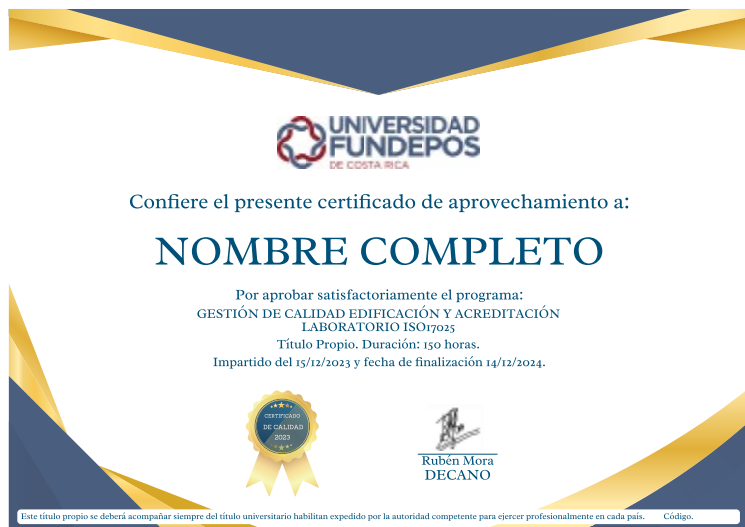 UNIVERSIDAD
FUNDEPOS
DE COSTA RICA
Confiere el presente certificado de aprovechamiento a:
NOMBRE COMPLETO
Por aprobar satisfactoriamente el programa:
GESTIÓN DE CALIDAD EDIFICACIÓN Y ACREDITACIÓN
LABORATORIO ISO17025
Título Propio. Duración: 150 horas.
Impartido del 15/12/2023 y fecha de finalización 14/12/2024.
CERTIFICADO
DE CALIDAD
2023
Rubén Mora
DECANO
Este título propio se deberá acompañar siempre del título universitario habilitan expedido por la autoridad competente para ejercer profesionalmente en cada país. Código.